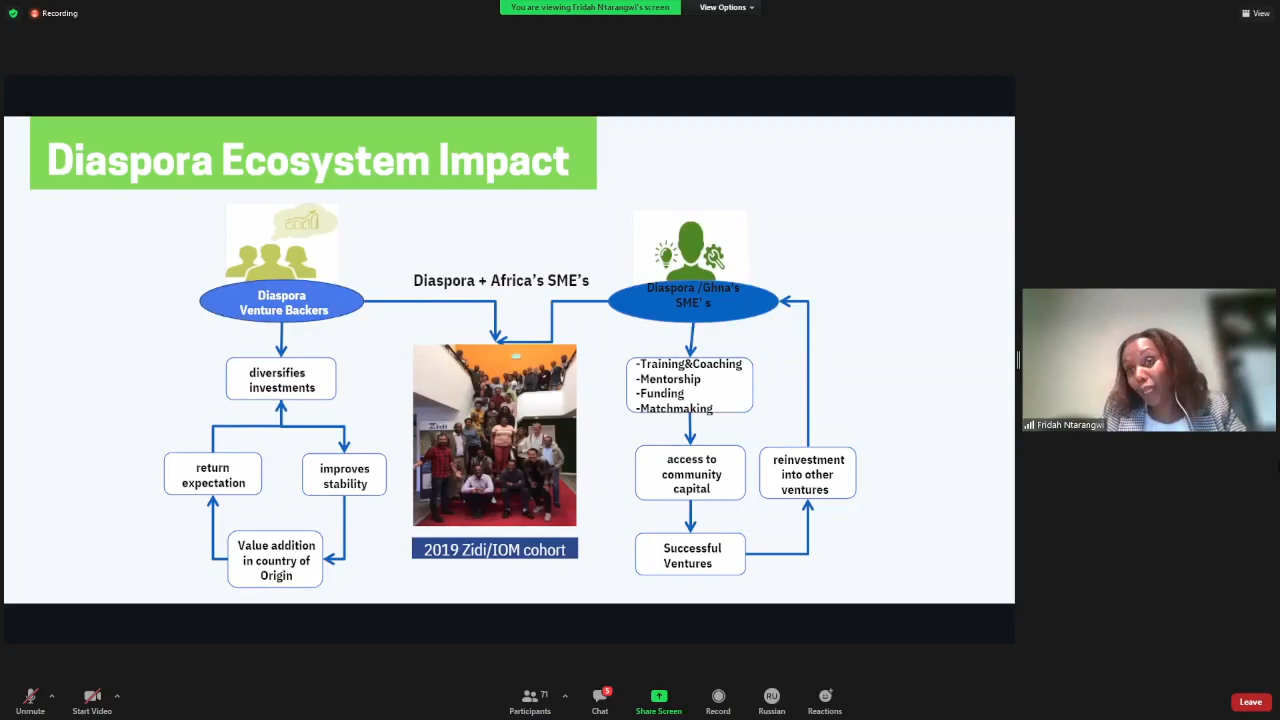 Recording
You are viewing Fridah Ntarangwi's screen
View Options
View
Diaspora Ecosystem Impact
Diaspora
Venture Backers
Diaspora + Africa's SME's
Diaspora /Ghna's
SME' s
diversifies
investments
-Training&Coaching
-Mentorship
-Funding
-Matchmaking
return
expectation
improves
stability
Zidi
access to
community
capital
reinvestment
into other
ventures
Value addition
in country of
Origin
2019 Zidi/IOM cohort
Successful
Ventures
Fridah Ntarangwi
Unmute
Start Video
71
Participants
5
Chat
Share Screen
Record
RU
Russian
Reactions
Leave